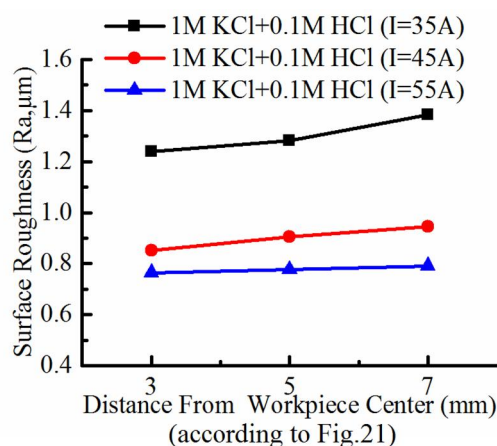 1M KCl+0.1M HCl (I=35A)
1M KCl+0.1M HCl (I=45A)
1M KCl+0.1M HCl (I=55A)
Surface Roughness (Ra,μm)
1.6
1.4
1.2
1.0
0.8
0.6
0.4
3 5 7
Distance From Workpiece Center (mm)
(according to Fig.21)